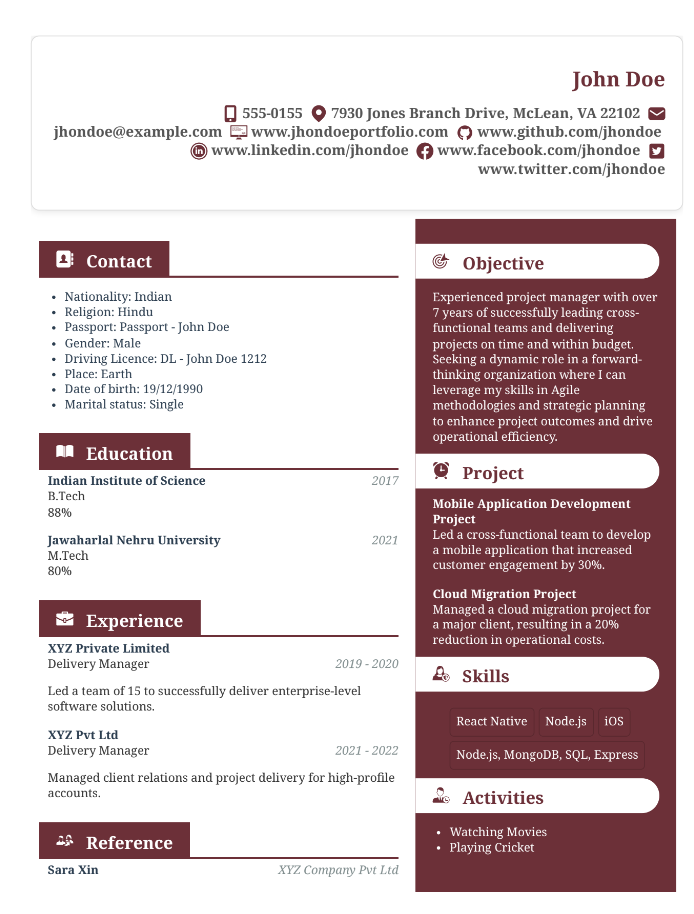 John Doe
555-0155 7930 Jones Branch Drive, McLean, VA 22102
jhondoe@example.com www.jhondoeportfolio.com www.github.com/jhondoe
www.linkedin.com/jhondoe www.facebook.com/jhondoe
www.twitter.com/jhondoe
Contact
• Nationality: Indian
• Religion: Hindu
• Passport: Passport - John Doe
• Gender: Male
• Driving Licence: DL - John Doe 1212
• Place: Earth
• Date of birth: 19/12/1990
• Marital status: Single
Education
Indian Institute of Science 2017
B.Tech
88%
Jawaharlal Nehru University 2021
M.Tech
80%
Experience
XYZ Private Limited
Delivery Manager 2019 - 2020
Led a team of 15 to successfully deliver enterprise-level
software solutions.
XYZ Pvt Ltd
Delivery Manager 2021 - 2022
Managed client relations and project delivery for high-profile
accounts.
Reference
Sara Xin XYZ Company Pvt Ltd
Objective
Experienced project manager with over
7 years of successfully leading cross-
functional teams and delivering
projects on time and within budget.
Seeking a dynamic role in a forward-
thinking organization where I can
leverage my skills in Agile
methodologies and strategic planning
to enhance project outcomes and drive
operational efficiency.
Project
Mobile Application Development
Project
Led a cross-functional team to develop
a mobile application that increased
customer engagement by 30%.
Cloud Migration Project
Managed a cloud migration project for
a major client, resulting in a 20%
reduction in operational costs.
Skills
React Native Node.js iOS
Node.js, MongoDB, SQL, Express
Activities
• Watching Movies
• Playing Cricket